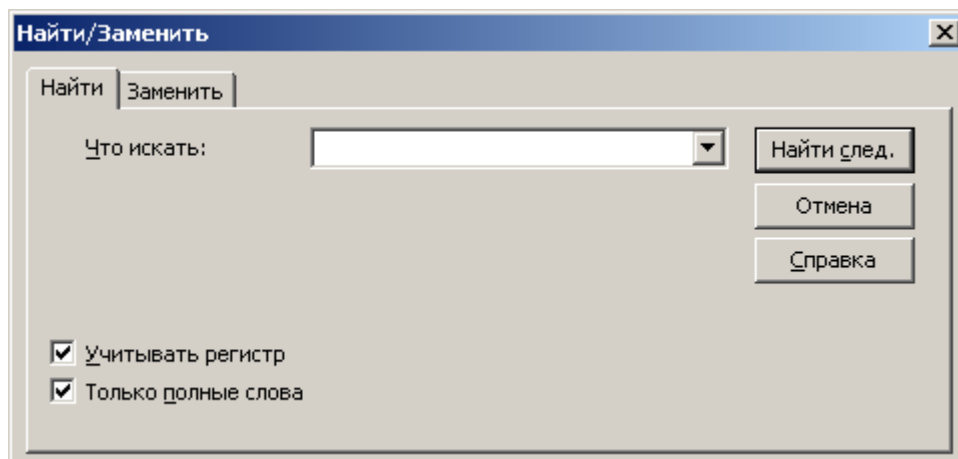 Найти/Заменить
Найти Заменить
Что искать:
Найти след.
Отмена
Справка
Учитывать регистр
Только полные слова